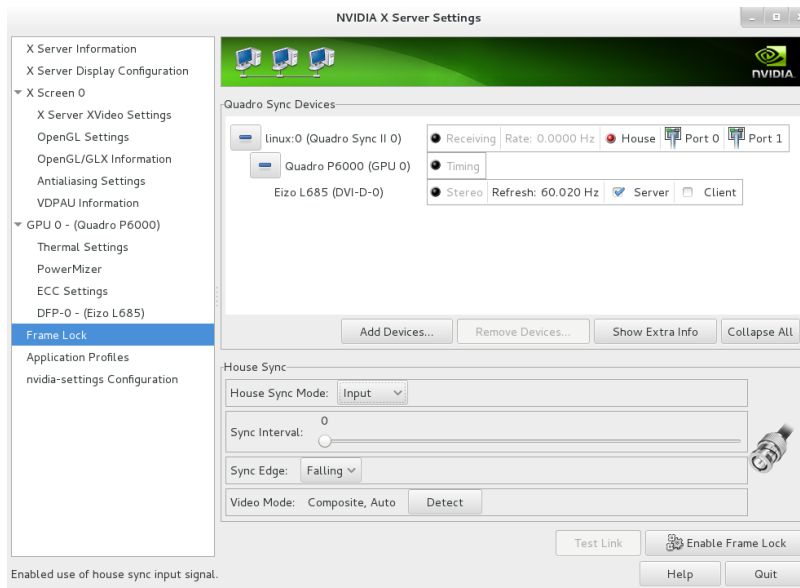 NVIDIA X Server Settings
X Server Information
X Server Display Configuration
X Screen 0
X Server XVideo Settings
OpenGL Settings
OpenGL/GLX Information
Antialiasing Settings
VDPAU Information
GPU 0 - (Quadro P6000)
Thermal Settings
PowerMizer
ECC Settings
DFP-0 - (Eizo L685)
Frame Lock
Application Profiles
nvidia-settings Configuration
NVIDIA.
Quadro Sync Devices
linux:0 (Quadro Sync II 0) Receiving Rate: 0.0000 Hz House Port 0 Port 1
Quadro P6000 (GPU 0) Timing
Eizo L685 (DVI-D-0) Stereo Refresh: 60.020 Hz Server Client
Add Devices... Remove Devices... Show Extra Info Collapse All
House Sync
House Sync Mode: Input
0
Sync Interval:
Sync Edge: Falling
Video Mode: Composite, Auto Detect
Test Link Enable Frame Lock
Enabled use of house sync input signal.
Help Quit